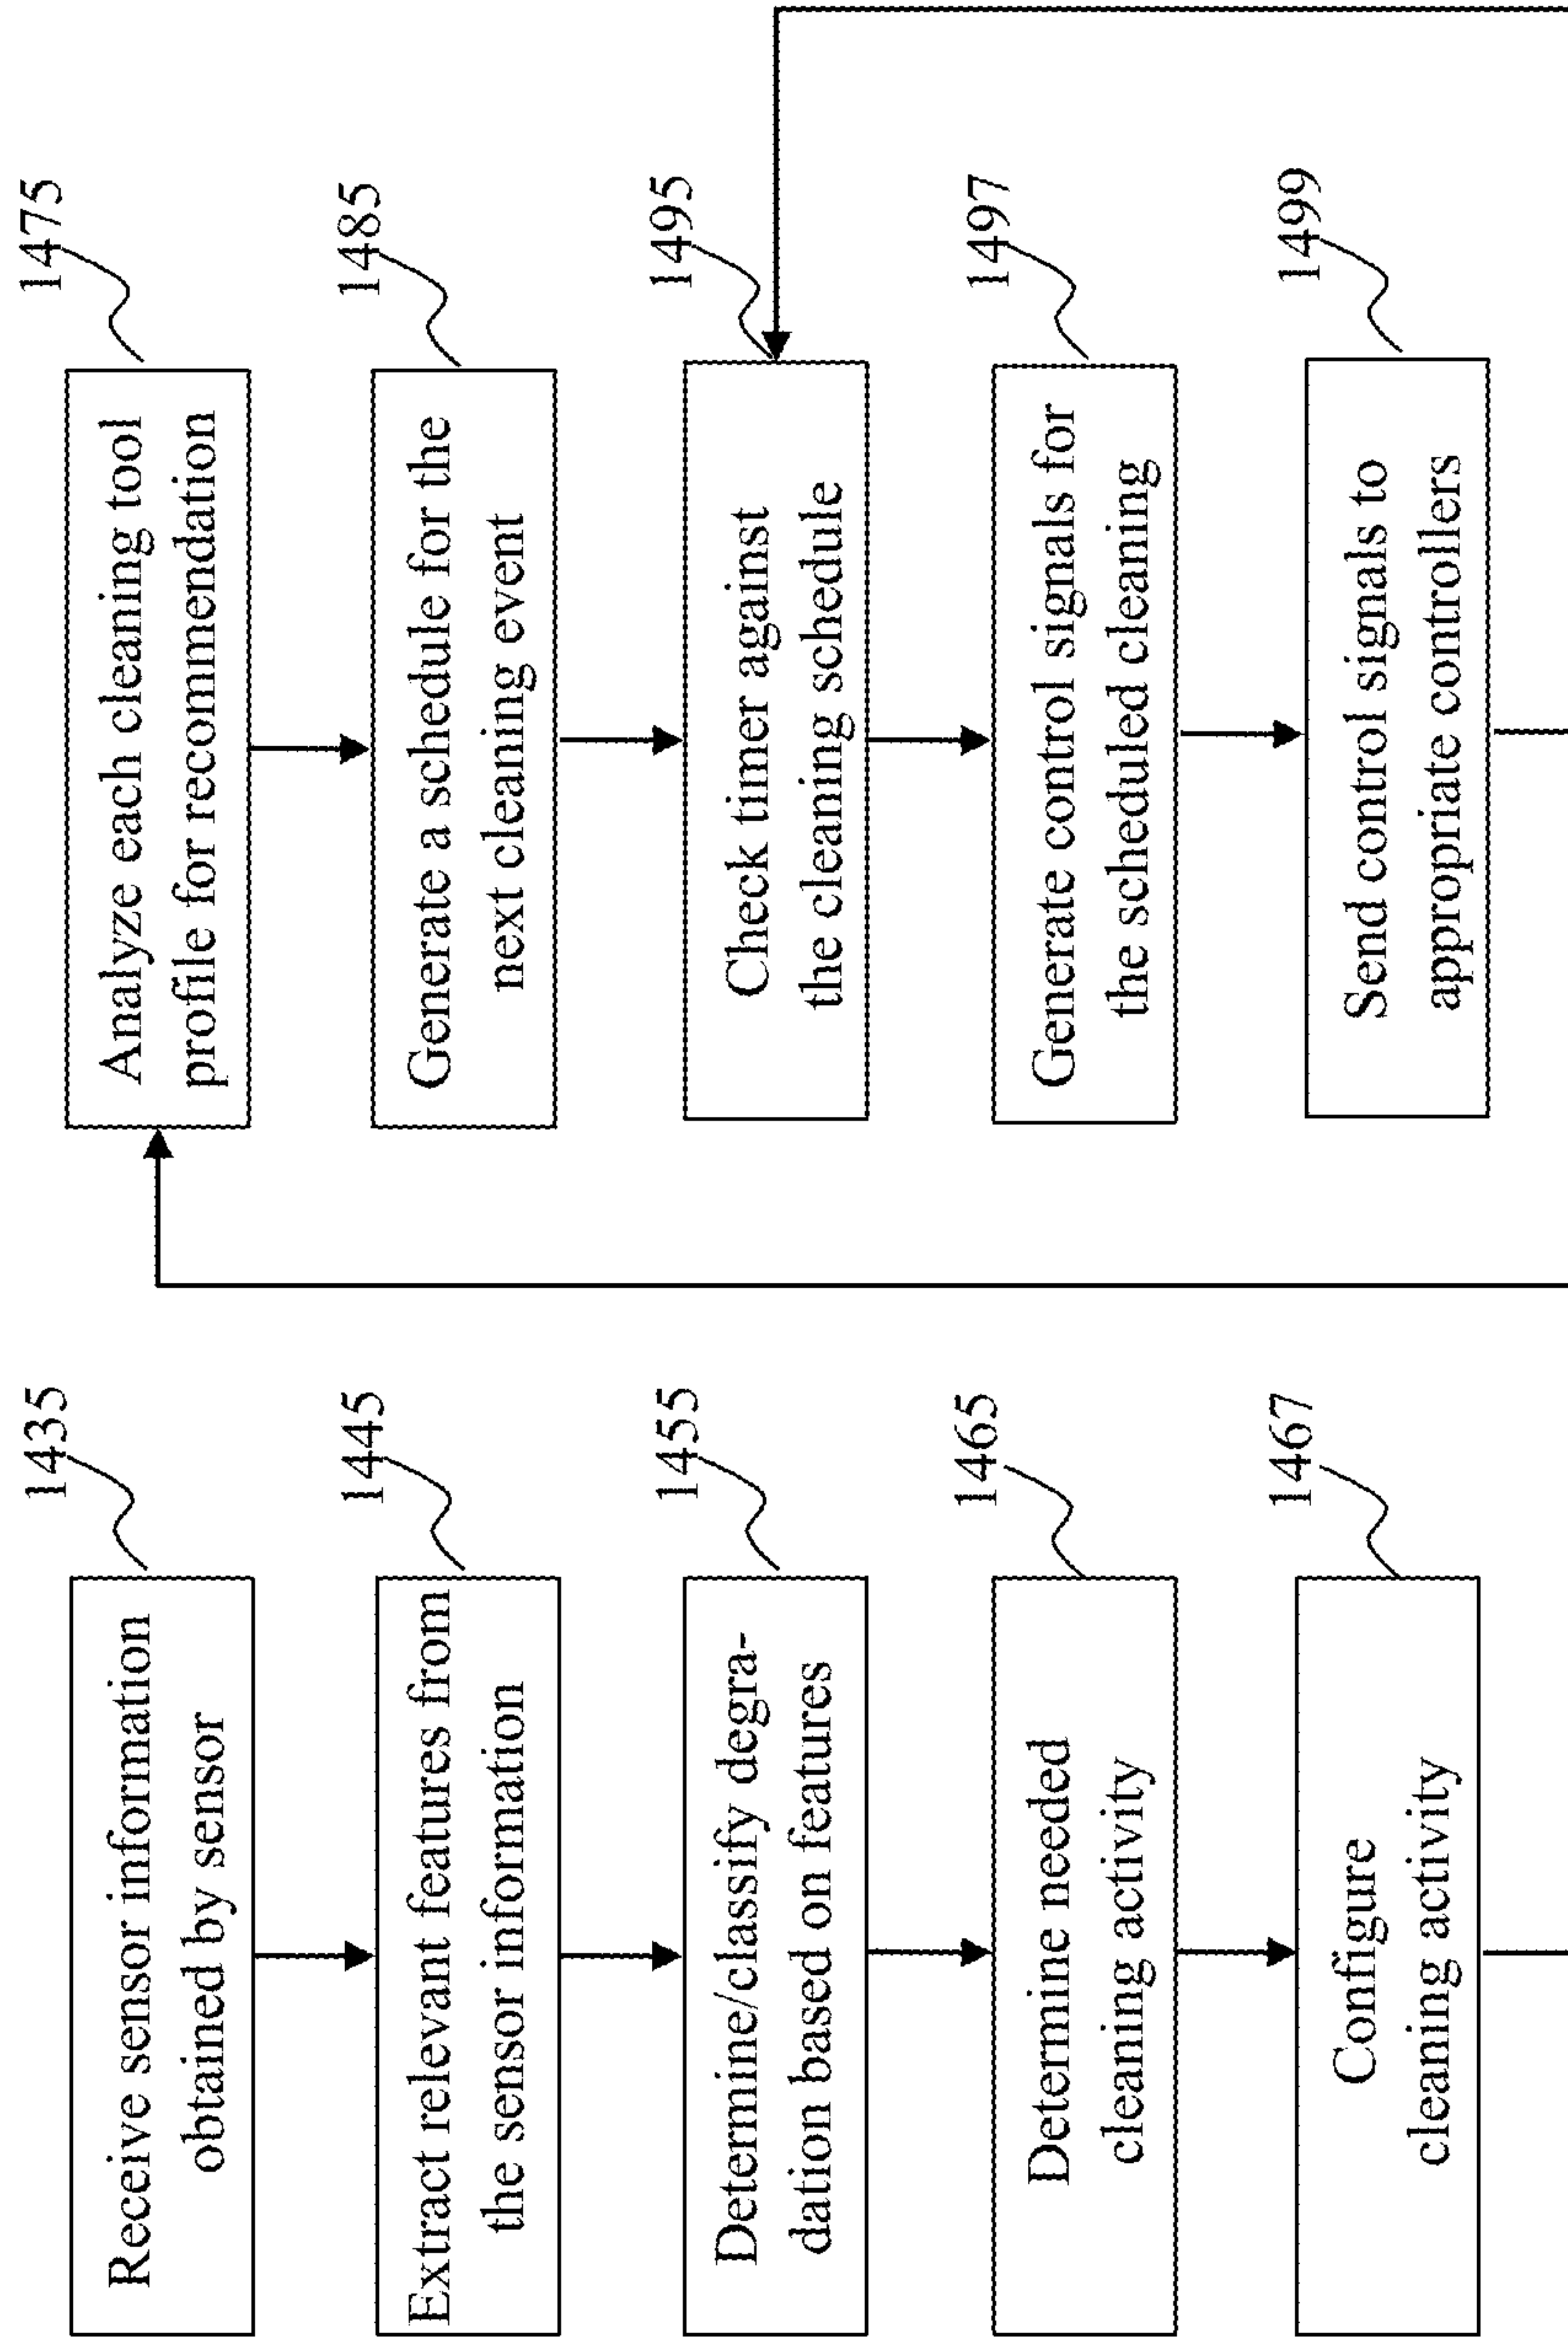 1435
Receive sensor information
obtained by sensor
1445
Extract relevant features from
the sensor information
1455
Determine/classify degra-
dation based on features
1465
Determine needed
cleaning activity
1467
Configure
cleaning activity
1475
Analyze each cleaning tool
profile for recommendation
1485
Generate a schedule for the
next cleaning event
1495
Check timer against
the cleaning schedule
1497
Generate control signals for
the scheduled cleaning
1499
Send control signals to
appropriate controllers